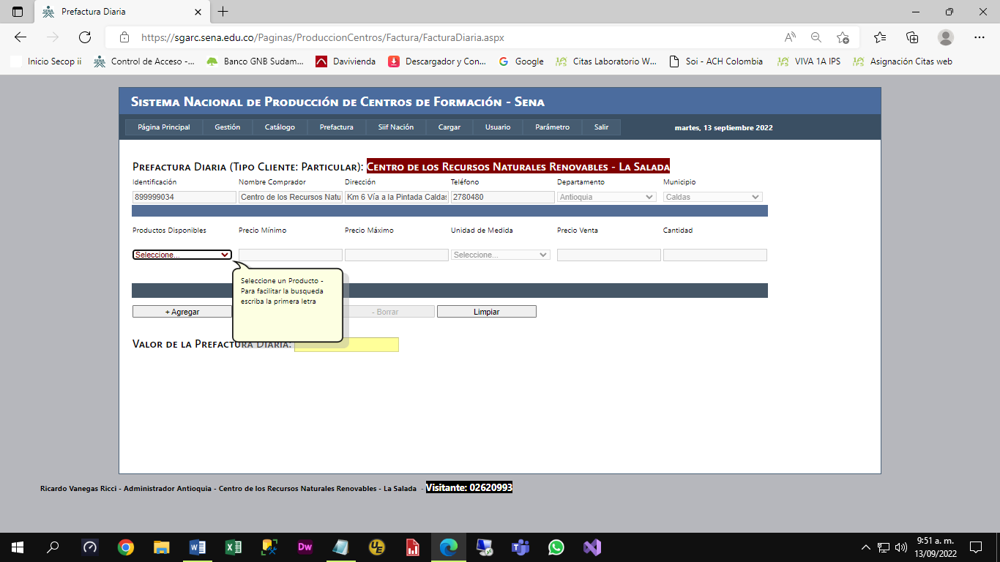 Prefactura Diaria
https://sgarc.sena.edu.co/Paginas/ProduccionCentros/Factura/FacturaDiaria.aspx
Inicio Secop ii
Control de Acceso -...
Banco GNB Sudam...
Davivienda
Descargador y Con...
Google
Citas Laboratorio W...
Soi - ACH Colombia
VIVA 1A IPS
Asignación Citas web
Sistema Nacional de Producción de Centros de Formación - Sena
Página Principal Gestión Catálogo Prefactura Siif Nación Cargar Usuario Parámetro Salir martes, 13 septiembre 2022
Prefactura Diaria (Tipo Cliente: Particular): Centro de los Recursos Naturales Renovables - La Salada
Identificación Nombre Comprador Dirección Teléfono Departamento Municipio
899999034 Centro de los Recursos Natu Km 6 Vía a la Pintada Caldas 2780480 Antioquia Caldas
Productos Disponibles Precio Mínimo Precio Máximo Unidad de Medida Precio Venta Cantidad
Seleccione... Seleccione...
Seleccione un Producto -
Para facilitar la busqueda
escriba la primera letra
+ Agregar - Borrar Limpiar
Valor de la Prefactura Diaria:
Ricardo Vanegas Ricci - Administrador Antioquia - Centro de los Recursos Naturales Renovables - La Salada - Visitante: 02620993
Dw
UE
9:51 a. m.
13/09/2022